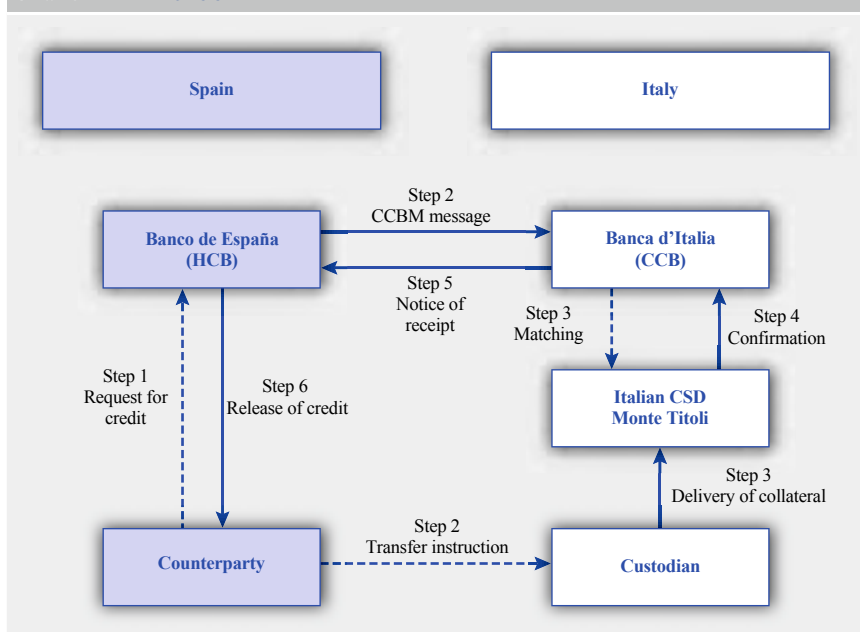 Spain
Italy
Step 2
CCBM message
Banco de España
(HCB)
Banca d'Italia
(CCB)
Step 5
Notice of
receipt
Step 3
Matching
Step 4
Confirmation
Step 1
Request for
credit
Step 6
Release of credit
Italian CSD
Monte Titoli
Step 3
Delivery of collateral
Step 2
Transfer instruction
Counterparty
Custodian